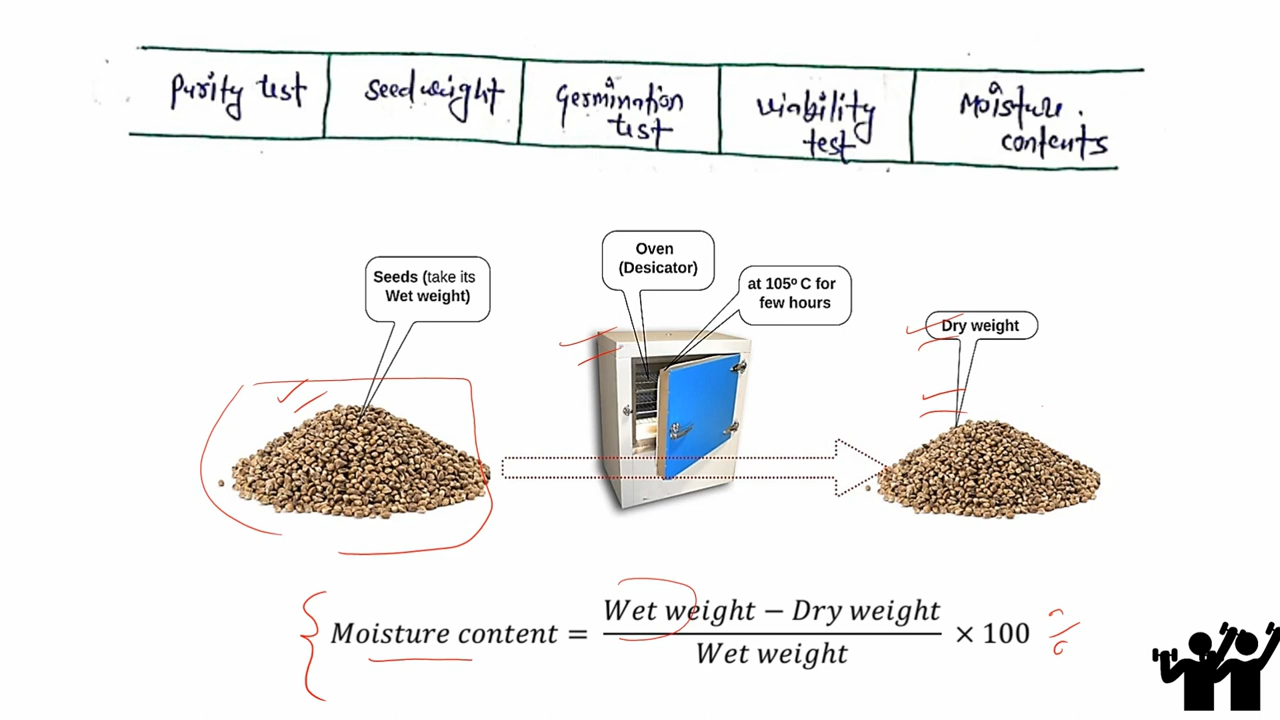 Purity test
Seed weight
Germination
test
viability
test
Moisture.
contents
Seeds (take its
Wet weight)
Oven
(Desicator)
at 105º C for
few hours
Dry weight
Moisture content = Wet weight − Dry weight / Wet weight × 100 %